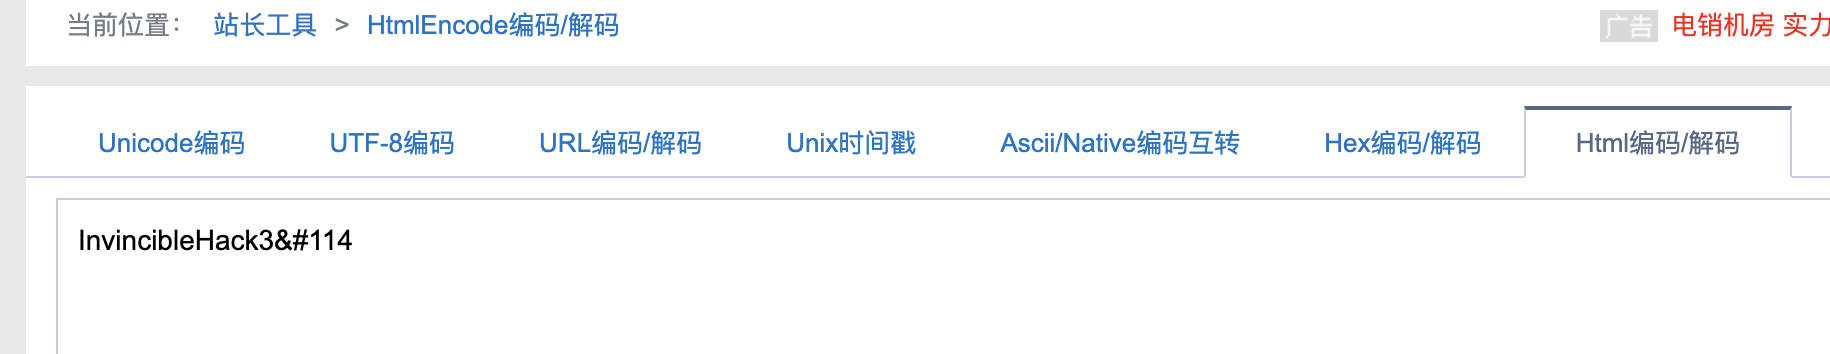 当前位置： 站长工具 > HtmlEncode编码/解码 广告 电销机房 实力
Unicode编码 UTF-8编码 URL编码/解码 Unix时间戳 Ascii/Native编码互转 Hex编码/解码 Html编码/解码
InvincibleHack3&#114